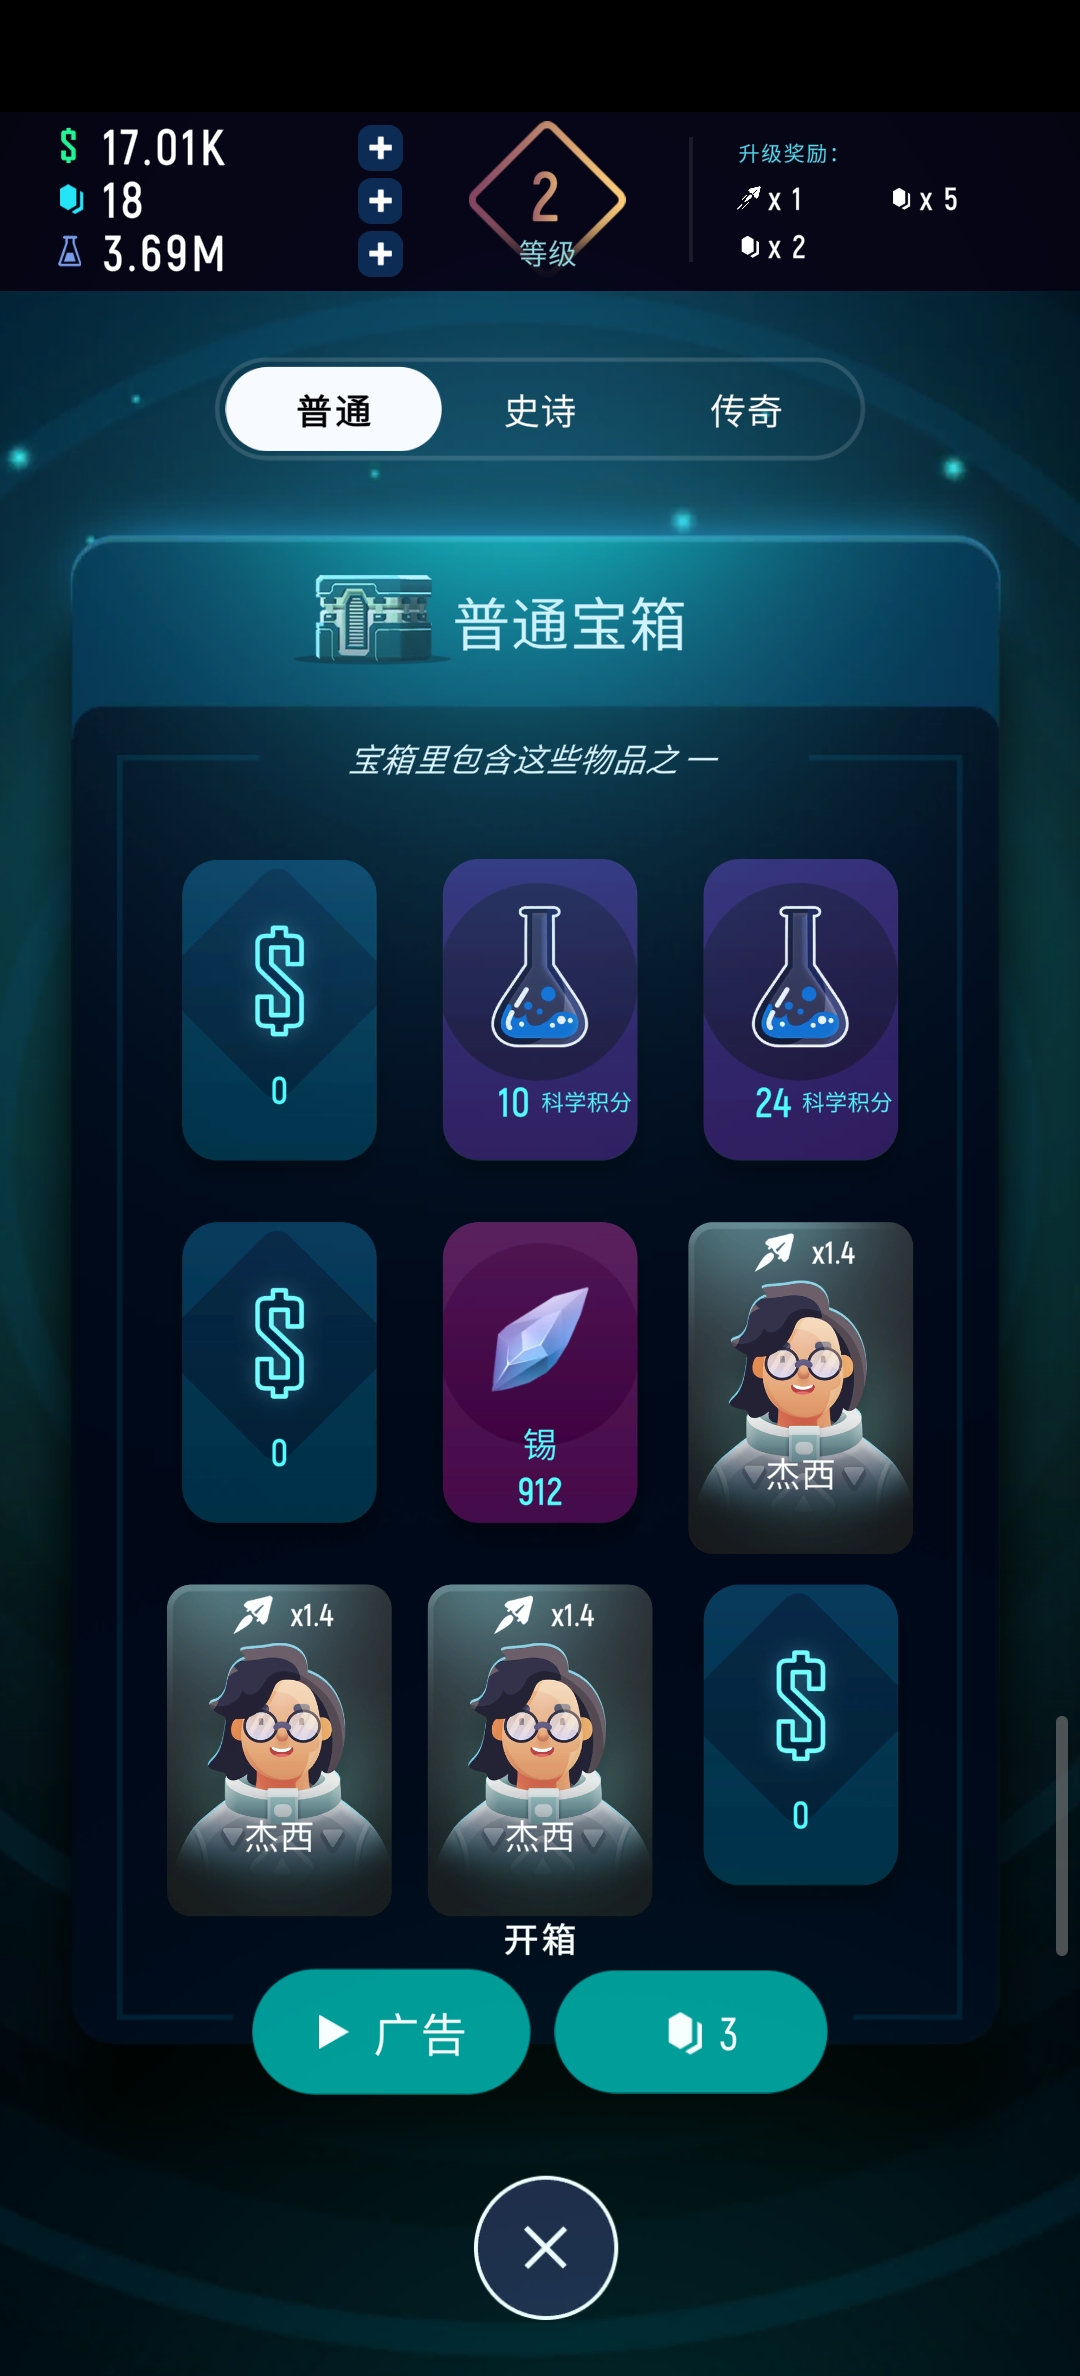 $ 17.01K
18
3.69M
2
等级
升级奖励:
x 1
x 5
x 2
普通
史诗
传奇
普通宝箱
宝箱里包含这些物品之一
$
0
10 科学积分
24 科学积分
$
0
锡
912
x1.4
杰西
x1.4
杰西
x1.4
杰西
$
0
开箱
广告
3